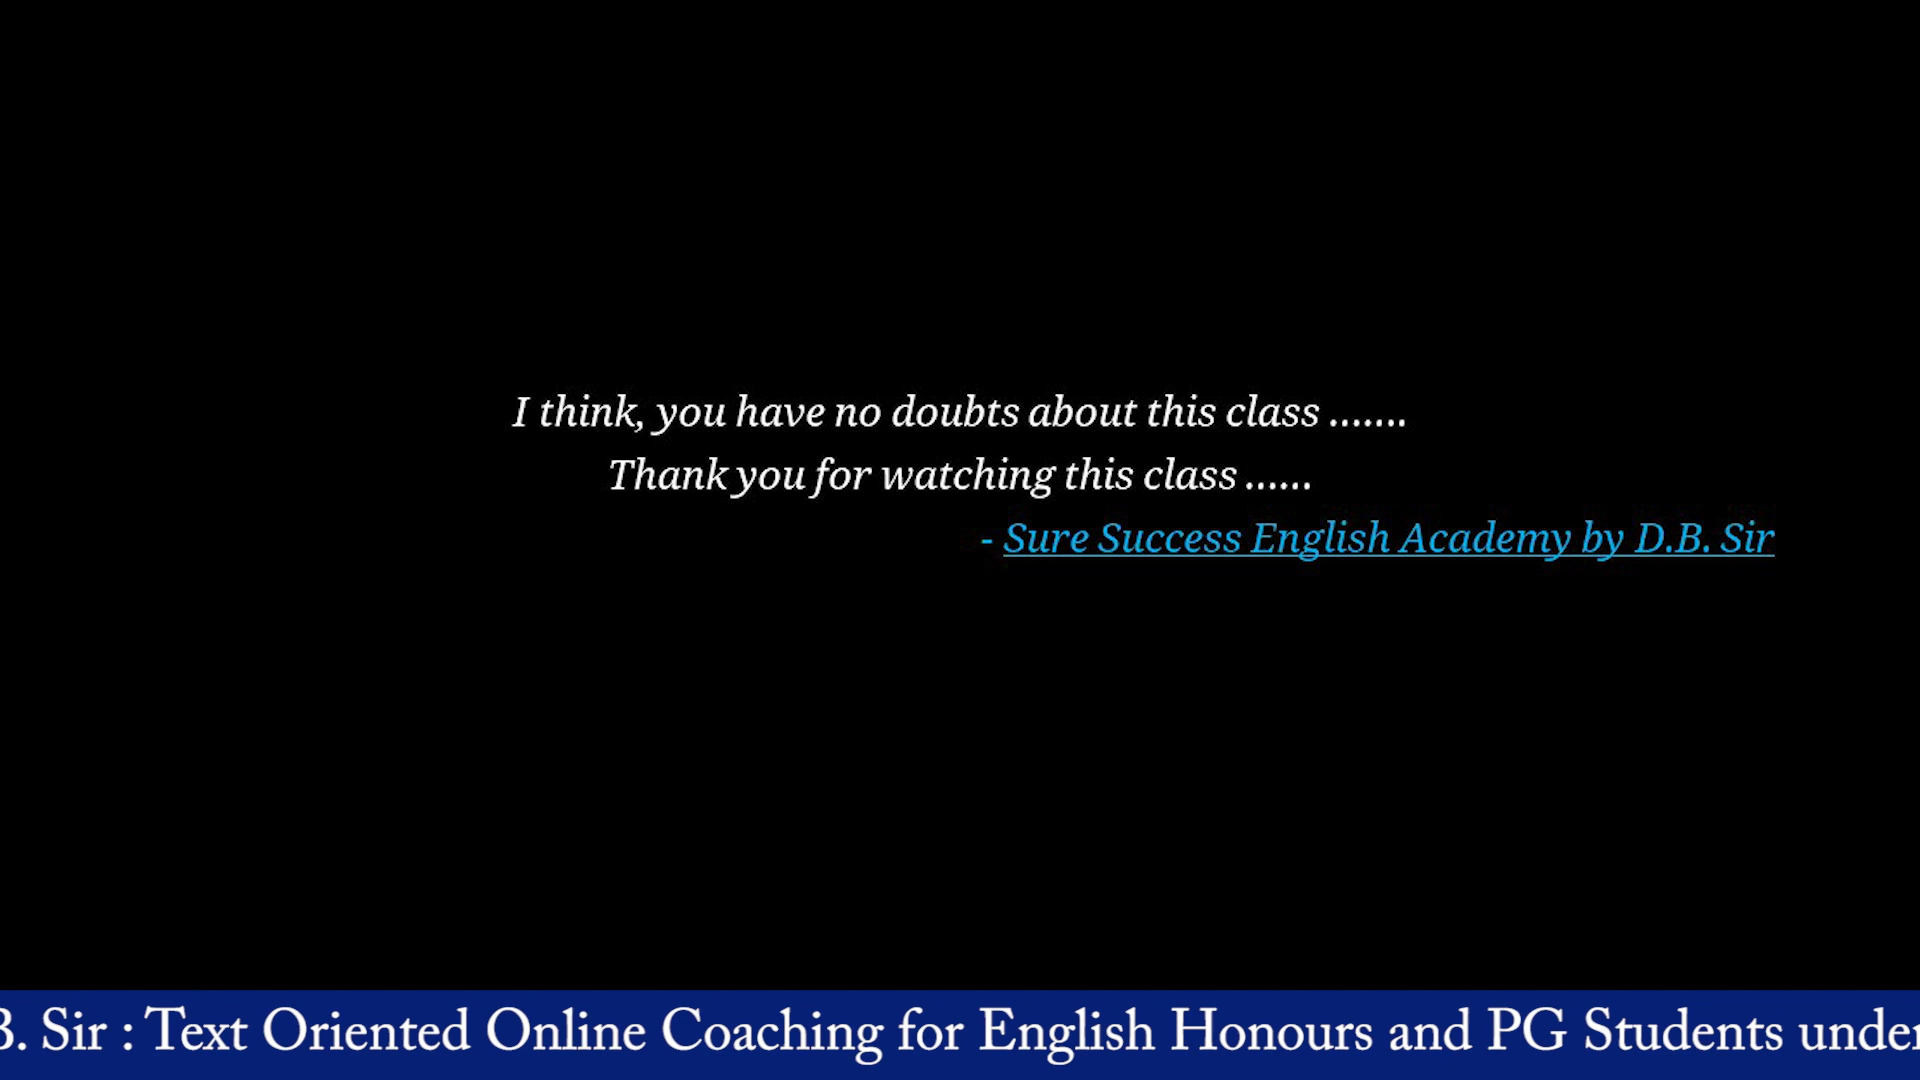 I think, you have no doubts about this class .......
Thank you for watching this class ......
- Sure Success English Academy by D.B. Sir
B. Sir : Text Oriented Online Coaching for English Honours and PG Students under